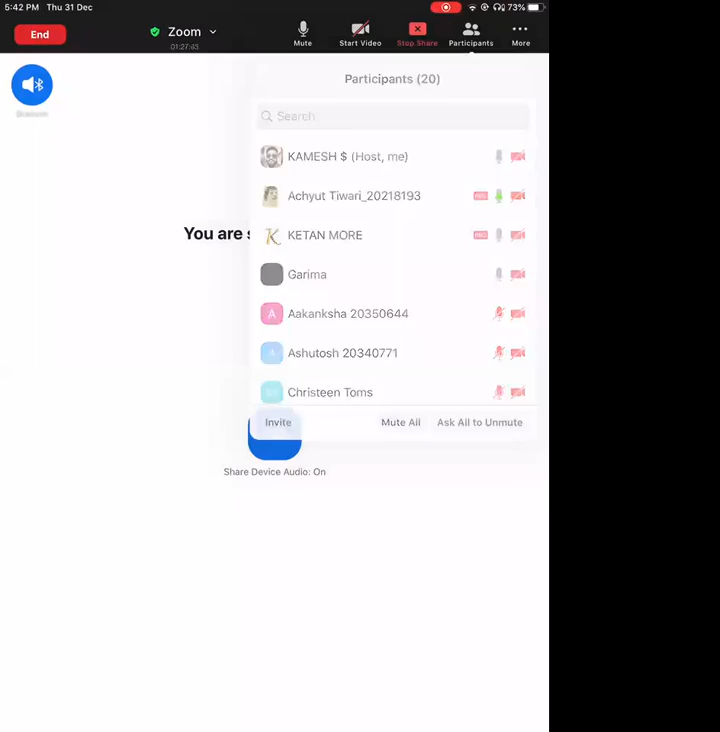 5:42 PM Thu 31 Dec 73%
End
Zoom
01:27:43
Mute
Start Video
Stop Share
Participants
More
Participants (20)
Search
KAMESH $ (Host, me)
Achyut Tiwari_20218193
You are
KETAN MORE
Garima
A Aakanksha 20350644
A Ashutosh 20340771
Christeen Toms
Invite Mute All Ask All to Unmute
Share Device Audio: On